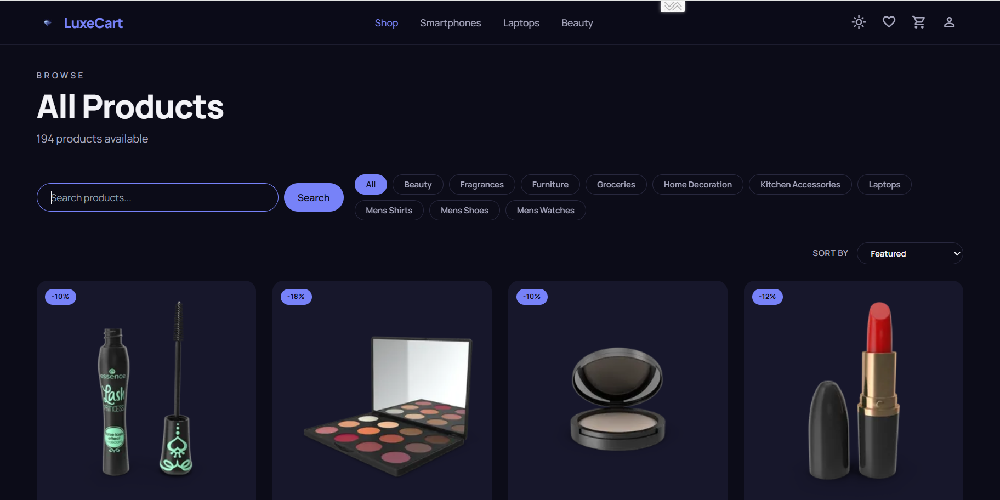 LuxeCart
Shop Smartphones Laptops Beauty
BROWSE
All Products
194 products available
Search products...
Search
All Beauty Fragrances Furniture Groceries Home Decoration Kitchen Accessories Laptops
Mens Shirts Mens Shoes Mens Watches
SORT BY Featured
-10%
-18%
-10%
-12%
essence
Lash
PRINCESS
lash
effect